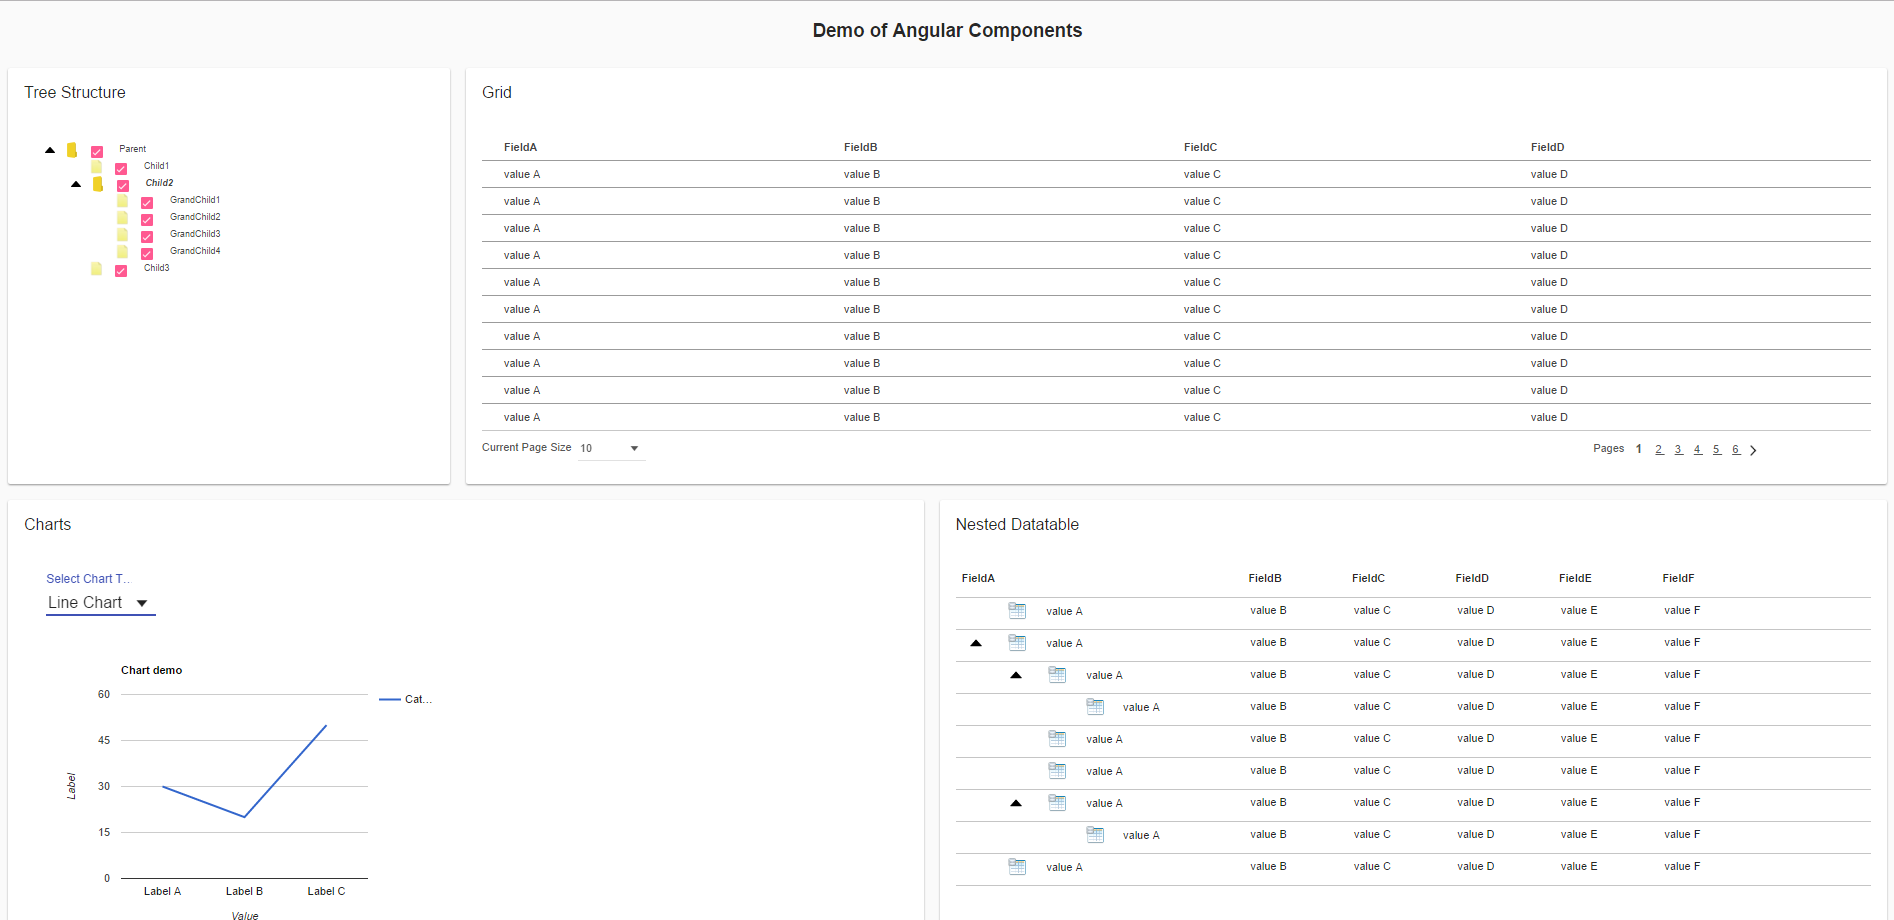 Demo of Angular Components
Tree Structure
Parent
Child1
Child2
GrandChild1
GrandChild2
GrandChild3
GrandChild4
Child3
Grid
FieldA FieldB FieldC FieldD
value A value B value C value D
value A value B value C value D
value A value B value C value D
value A value B value C value D
value A value B value C value D
value A value B value C value D
value A value B value C value D
value A value B value C value D
value A value B value C value D
value A value B value C value D
Current Page Size 10 Pages 1 2 3 4 5 6
Charts
Select Chart T..
Line Chart
Chart demo
60
45
30
15
0
Label
Cat...
Label A Label B Label C
Value
Nested Datatable
FieldA FieldB FieldC FieldD FieldE FieldF
value A value B value C value D value E value F
value A value B value C value D value E value F
value A value B value C value D value E value F
value A value B value C value D value E value F
value A value B value C value D value E value F
value A value B value C value D value E value F
value A value B value C value D value E value F
value A value B value C value D value E value F
value A value B value C value D value E value F